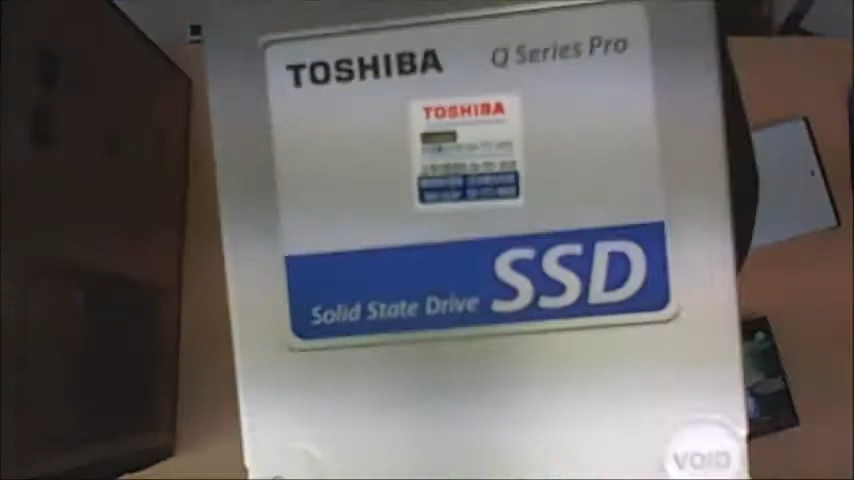 TOSHIBA
Q Series Pro
TOSHIBA
Solid State Drive SSD
VOID